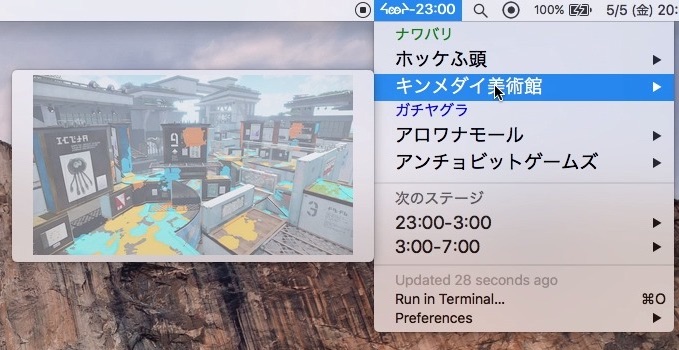 -23:00
100%
5/5 (金) 20:
ナワバリ
ホッケふ頭
キンメダイ美術館
ガチヤグラ
アロワナモール
アンチョビットゲームズ
次のステージ
23:00-3:00
3:00-7:00
Updated 28 seconds ago
Run in Terminal... ⌘O
Preferences
3